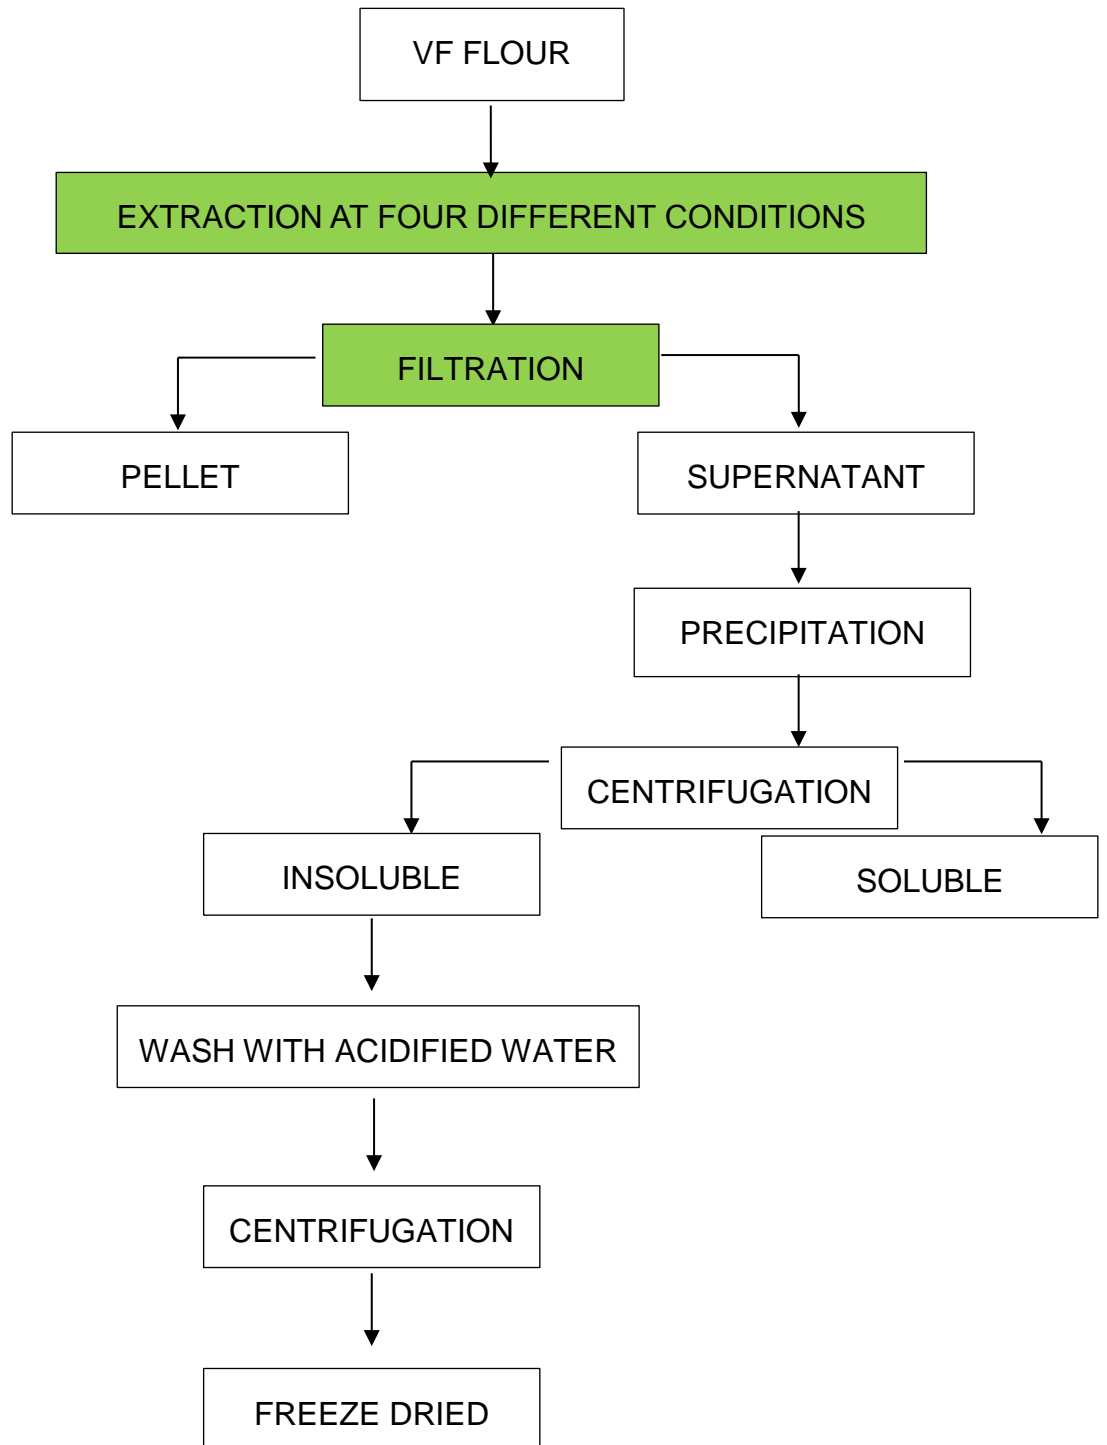 VF FLOUR
EXTRACTION AT FOUR DIFFERENT CONDITIONS
FILTRATION
PELLET
SUPERNATANT
PRECIPITATION
CENTRIFUGATION
INSOLUBLE
SOLUBLE
WASH WITH ACIDIFIED WATER
CENTRIFUGATION
FREEZE DRIED